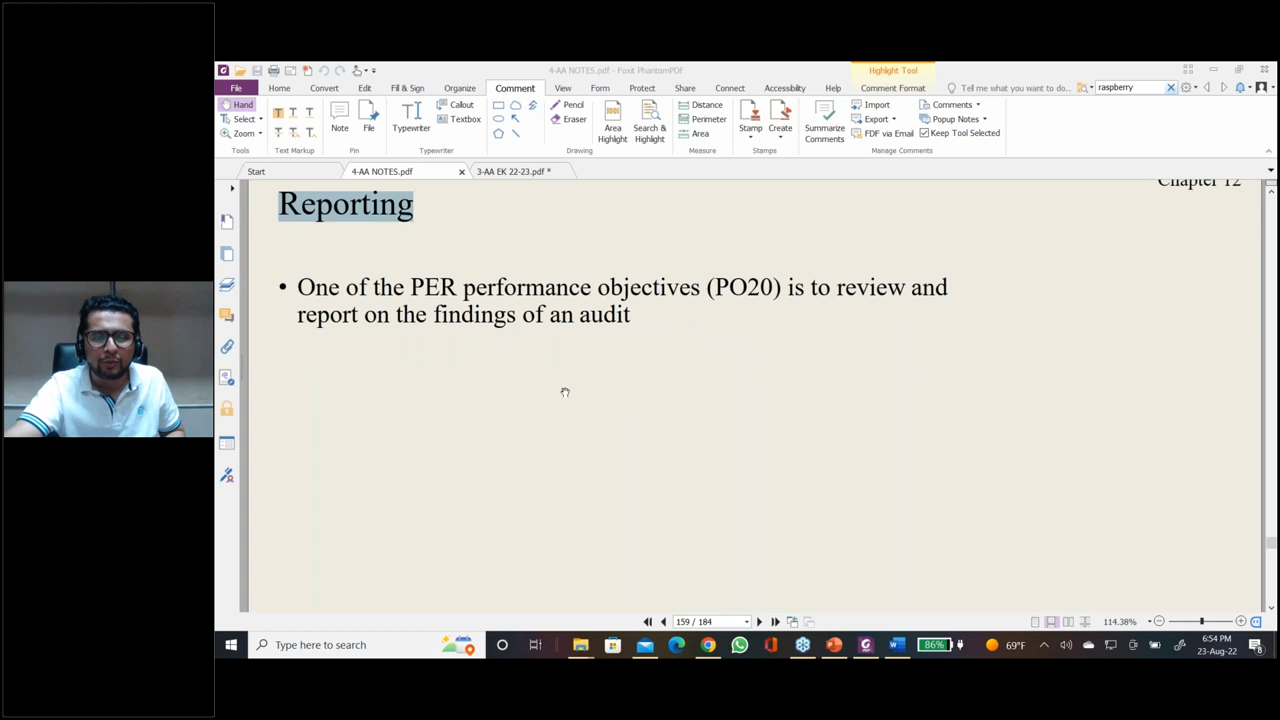 4-AA NOTES.pdf - Foxit PhantomPDF
Highlight Tool
File Home Convert Edit Fill & Sign Organize Comment View Form Protect Share Connect Accessibility Help Comment Format Tell me what you want to do.. raspberry
Hand
Select
Zoom
Tools
T T T
T T T
Text Markup
Note
File
Pin
Typewriter
Callout
Textbox
Typewriter
Pencil
Eraser
Drawing
Area Highlight
Search & Highlight
Distance
Perimeter
Area
Measure
Stamp
Create
Stamps
Summarize Comments
Import
Export
FDF via Email
Comments
Popup Notes
Keep Tool Selected
Manage Comments
Start 4-AA NOTES.pdf 3-AA EK 22-23.pdf *
Chapter 12
Reporting
• One of the PER performance objectives (PO20) is to review and
report on the findings of an audit
159 / 184
114.38%
Type here to search
86%
69°F
6:54 PM
23-Aug-22
8